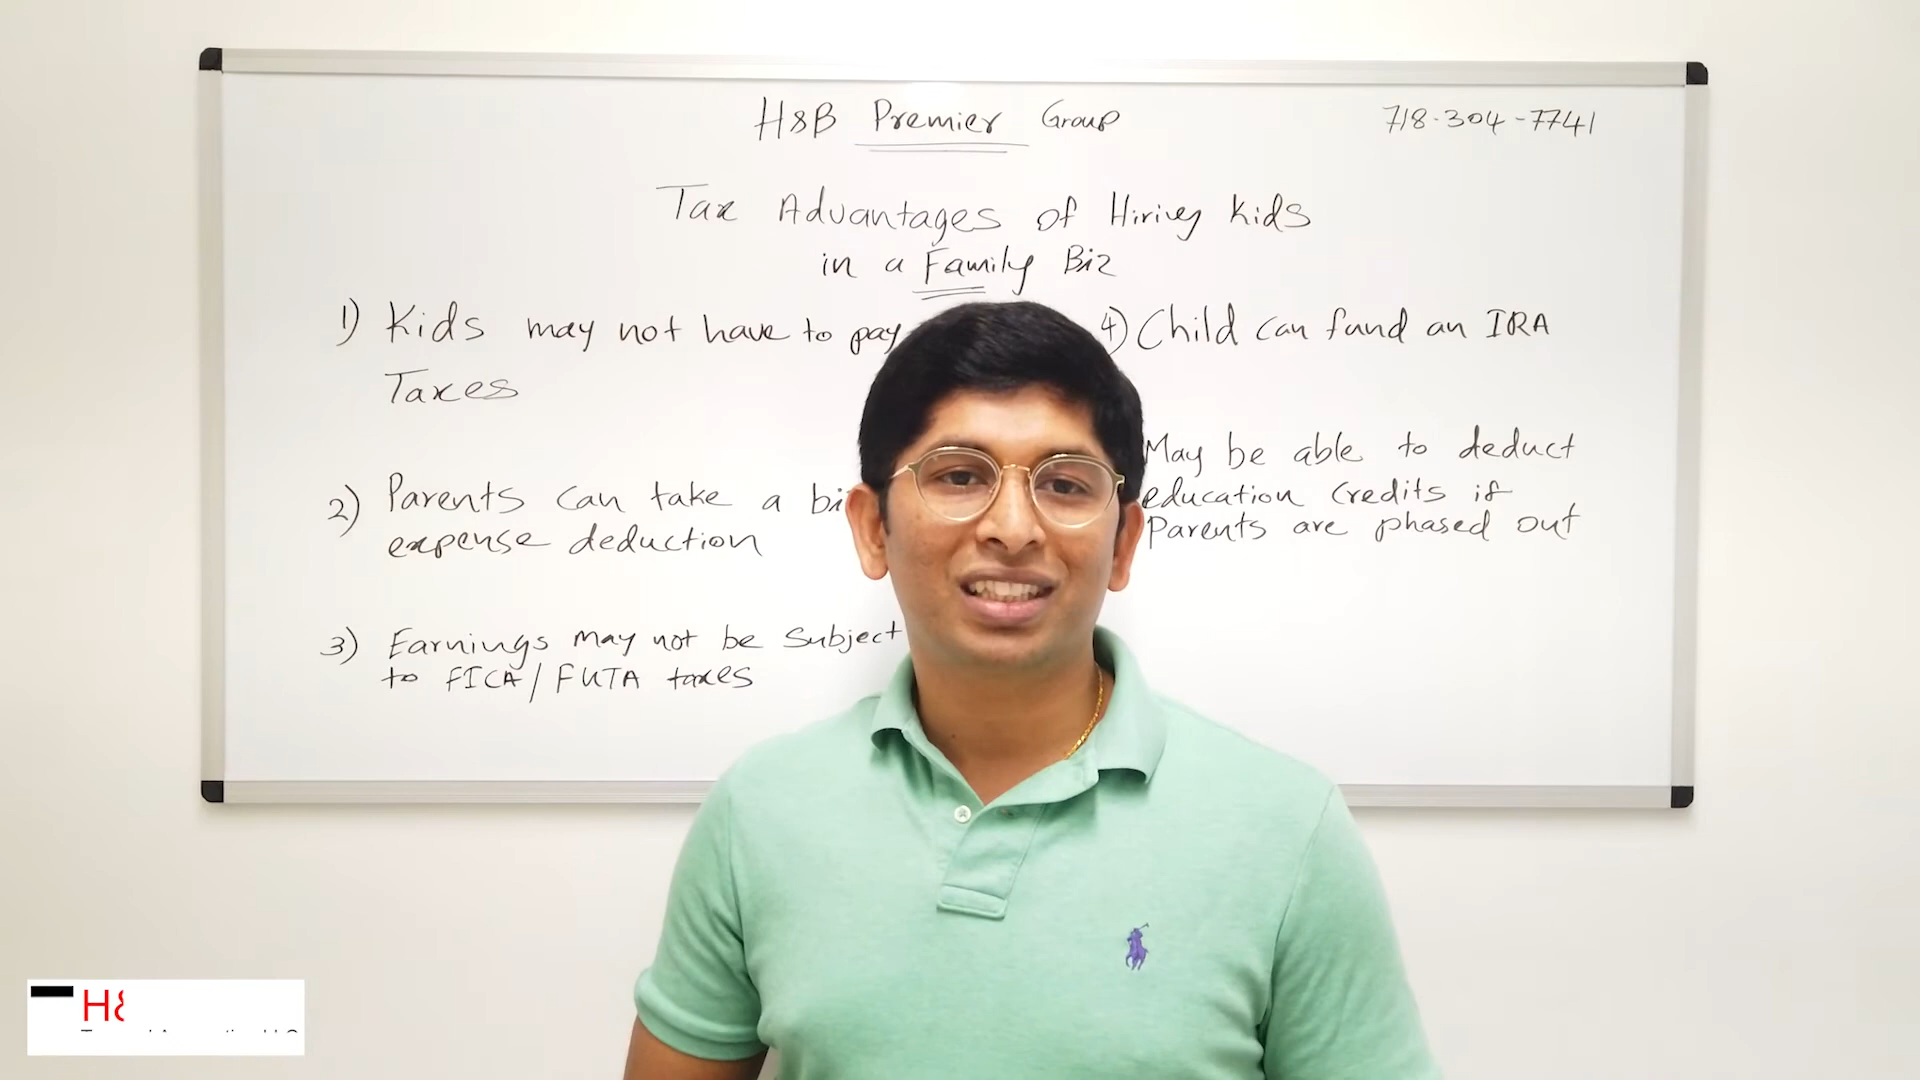 H&B Premier Group
718-304-7741
Tax Advantages of Hiring Kids
in a Family Biz
1) Kids may not have to pay
Taxes
2) Parents can take a
expense deduction
3) Earnings may not be subject
to FICA/FUTA taxes
4) Child can fund an IRA
May be able to deduct
education credits if
Parents are phased out
H